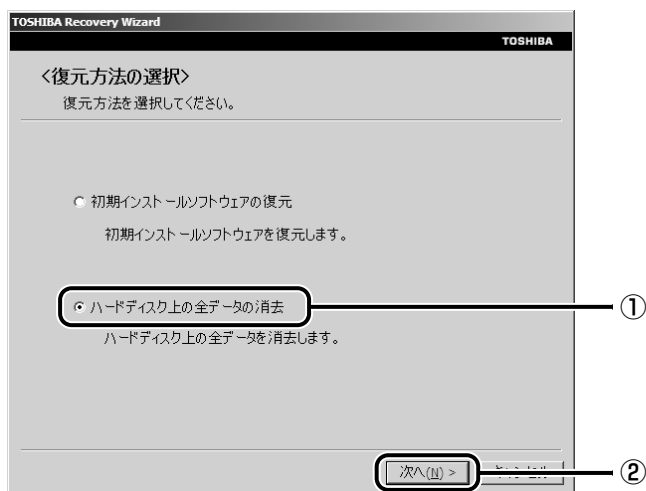 TOSHIBA Recovery Wizard
TOSHIBA
<復元方法の選択>
復元方法を選択してください。
初期インストールソフトウェアの復元
初期インストールソフトウェアを復元します。
ハードディスク上の全データの消去
①
ハードディスク上の全データを消去します。
次へ(N) >
②